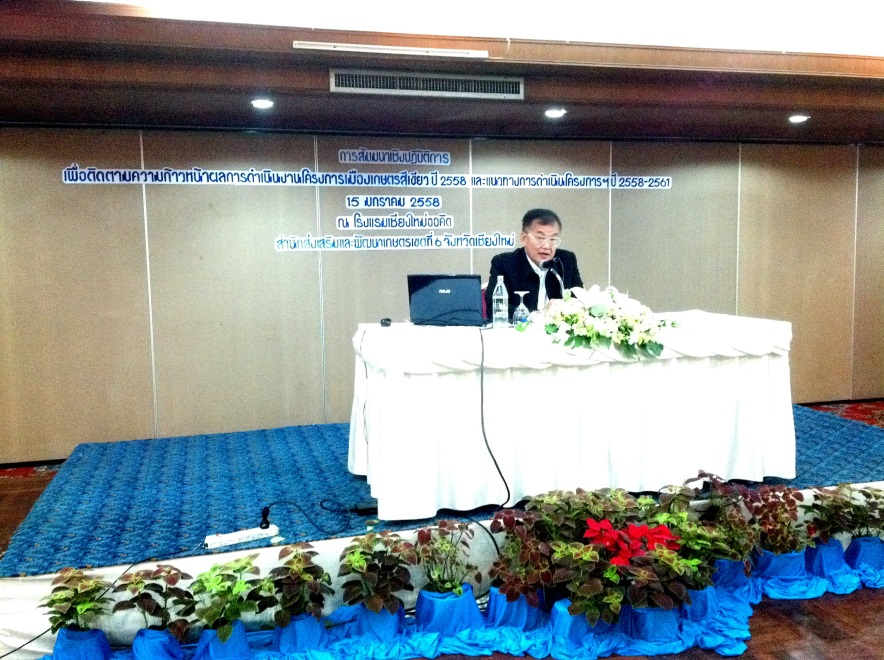 การสัมมนาเชิงปฏิบัติการ
เพื่อติดตามความก้าวหน้าผลการดำเนินงานโครงการเมืองเกษตรสีเขียว ปี 2558 และแนวทางการดำเนินโครงการฯ ปี 2558-2561
15 มกราคม 2558
ณ โรงแรมเชียงใหม่ออคิด
สำนักส่งเสริมและพัฒนาเกษตรเขตที่ 6 จังหวัดเชียงใหม่
ASUS